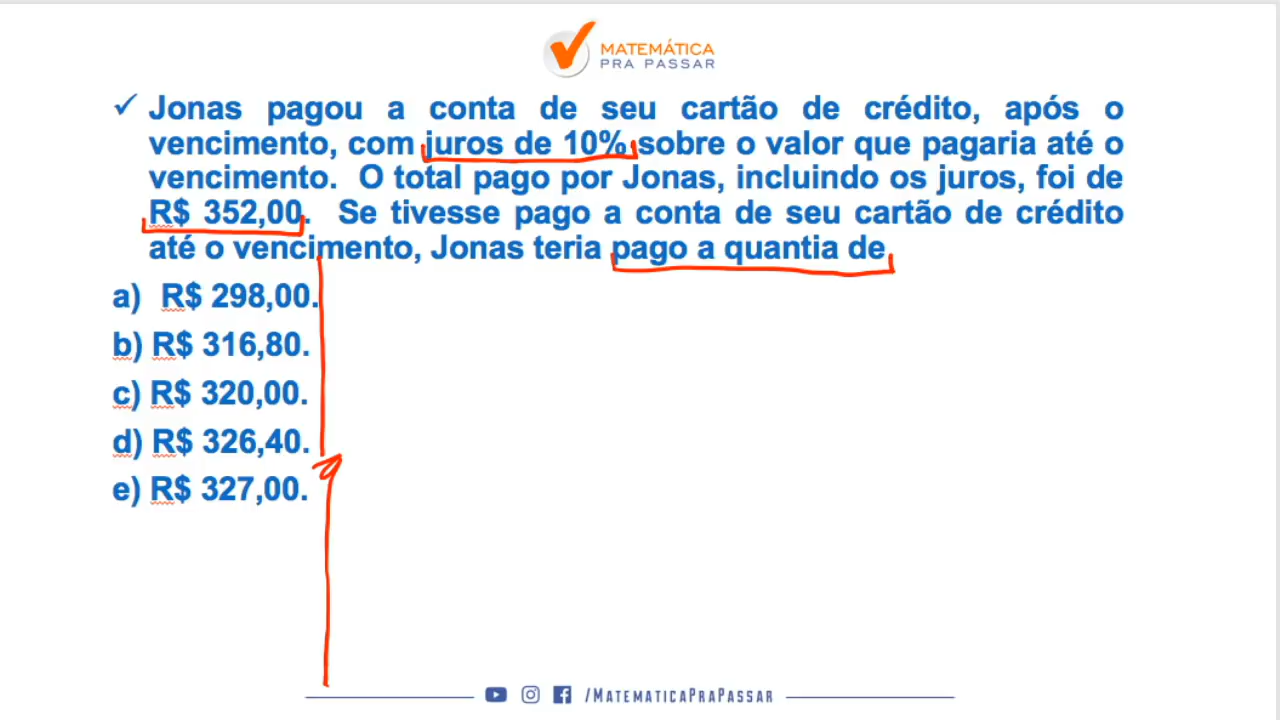 MATEMÁTICA
PRA PASSAR
✓ Jonas pagou a conta de seu cartão de crédito, após o
vencimento, com juros de 10% sobre o valor que pagaria até o
vencimento. O total pago por Jonas, incluindo os juros, foi de
R$ 352,00. Se tivesse pago a conta de seu cartão de crédito
até o vencimento, Jonas teria pago a quantia de
a) R$ 298,00.
b) R$ 316,80.
c) R$ 320,00.
d) R$ 326,40.
e) R$ 327,00.
/MATEMATICAPRAPASSAR